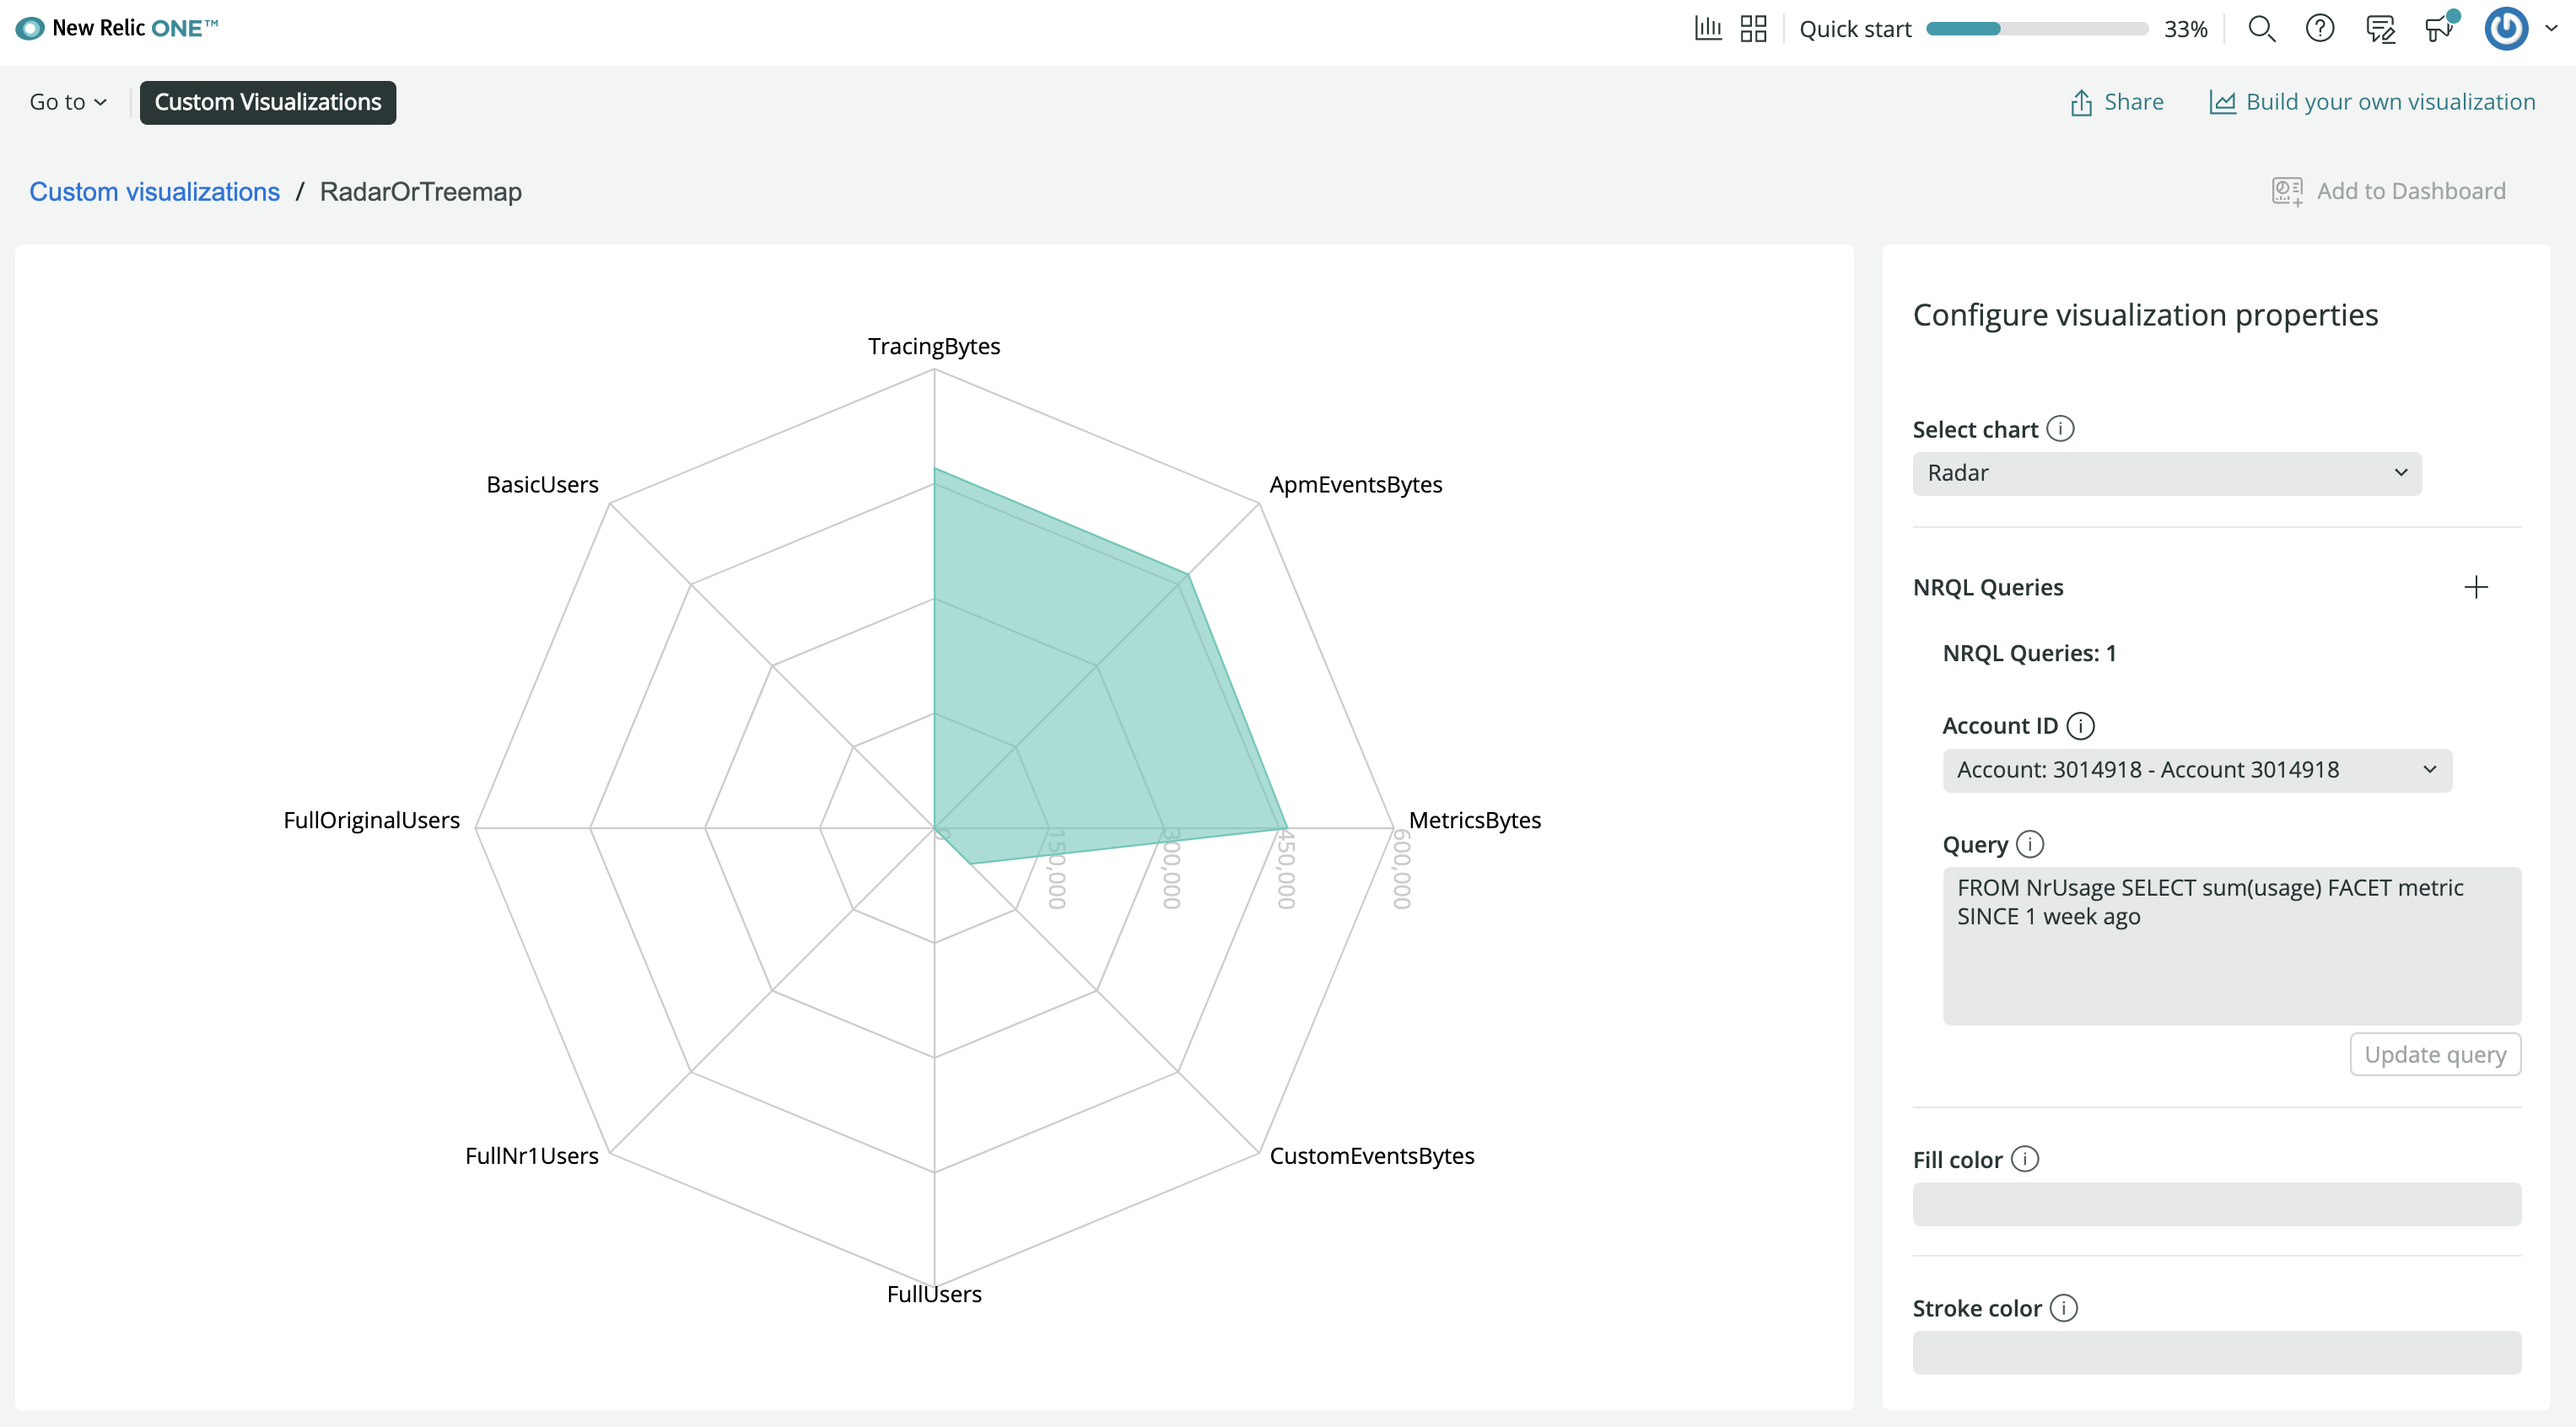 New Relic ONE™
Quick start 33%
Go to
Custom Visualizations
Share
Build your own visualization
Custom visualizations / RadarOrTreemap
Add to Dashboard
TracingBytes
BasicUsers
ApmEventsBytes
FullOriginalUsers
MetricsBytes
0
150,000
300,000
450,000
600,000
FullNr1Users
CustomEventsBytes
FullUsers
Configure visualization properties
Select chart
Radar
NRQL Queries
NRQL Queries: 1
Account ID
Account: 3014918 - Account 3014918
Query
FROM NrUsage SELECT sum(usage) FACET metric
SINCE 1 week ago
Update query
Fill color
Stroke color